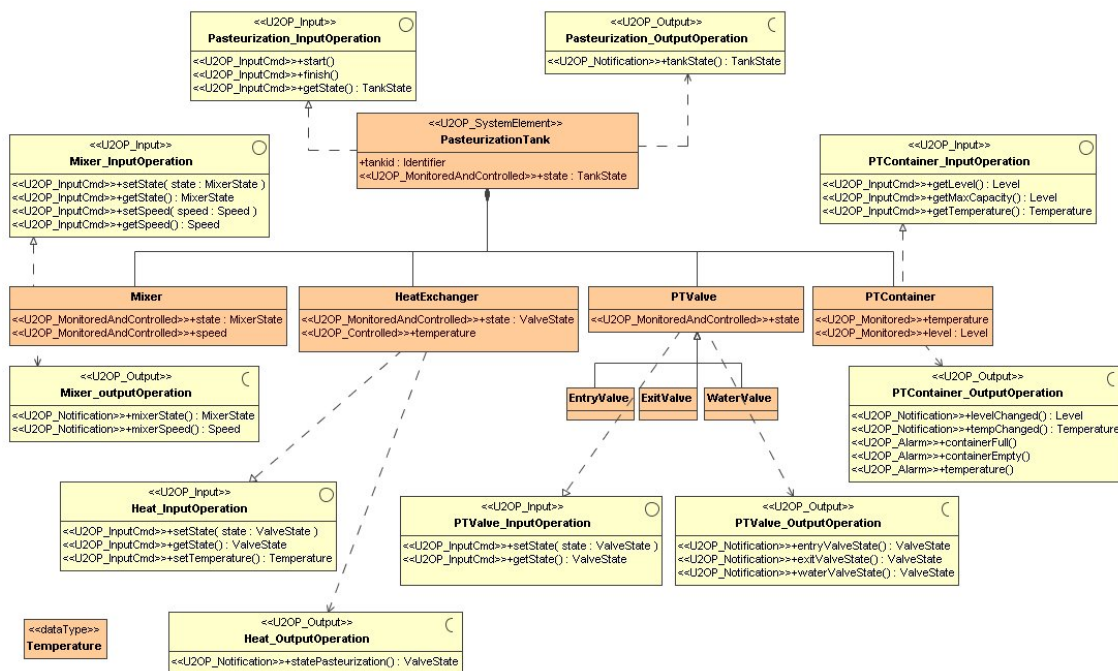 <<U2OP_Input>>
Pasteurization_InputOperation
<<U2OP_InputCmd>>+start()
<<U2OP_InputCmd>>+finish()
<<U2OP_InputCmd>>+getState() : TankState
<<U2OP_Output>>
Pasteurization_OutputOperation
<<U2OP_Notification>>+tankState() : TankState
<<U2OP_SystemElement>>
PasteurizationTank
+tankid : Identifier
<<U2OP_MonitoredAndControlled>>+state : TankState
<<U2OP_Input>>
Mixer_InputOperation
<<U2OP_InputCmd>>+setState( state : MixerState )
<<U2OP_InputCmd>>+getState() : MixerState
<<U2OP_InputCmd>>+setSpeed( speed : Speed )
<<U2OP_InputCmd>>+getSpeed() : Speed
<<U2OP_Input>>
PTContainer_InputOperation
<<U2OP_InputCmd>>+getLevel() : Level
<<U2OP_InputCmd>>+getMaxCapacity() : Level
<<U2OP_InputCmd>>+getTemperature() : Temperature
Mixer
<<U2OP_MonitoredAndControlled>>+state : MixerState
<<U2OP_MonitoredAndControlled>>+speed
HeatExchanger
<<U2OP_MonitoredAndControlled>>+state : ValveState
<<U2OP_Controlled>>+temperature
PTValve
<<U2OP_MonitoredAndControlled>>+state
PTContainer
<<U2OP_Monitored>>+temperature
<<U2OP_Monitored>>+level : Level
<<U2OP_Output>>
Mixer_outputOperation
<<U2OP_Notification>>+mixerState() : MixerState
<<U2OP_Notification>>+mixerSpeed() : Speed
EntryValve
ExitValve
WaterValve
<<U2OP_Output>>
PTContainer_OutputOperation
<<U2OP_Notification>>+levelChanged() : Level
<<U2OP_Notification>>+tempChanged() : Temperature
<<U2OP_Alarm>>+containerFull()
<<U2OP_Alarm>>+containerEmpty()
<<U2OP_Alarm>>+temperature()
<<U2OP_Input>>
Heat_InputOperation
<<U2OP_InputCmd>>+setState( state : ValveState )
<<U2OP_InputCmd>>+getState() : ValveState
<<U2OP_InputCmd>>+setTemperature() : Temperature
<<U2OP_Input>>
PTValve_InputOperation
<<U2OP_InputCmd>>+setState( state : ValveState )
<<U2OP_InputCmd>>+getState() : ValveState
<<U2OP_Output>>
PTValve_OutputOperation
<<U2OP_Notification>>+entryValveState() : ValveState
<<U2OP_Notification>>+exitValveState() : ValveState
<<U2OP_Notification>>+waterValveState() : ValveState
<<dataType>>
Temperature
<<U2OP_Output>>
Heat_OutputOperation
<<U2OP_Notification>>+statePasteurization() : ValveState